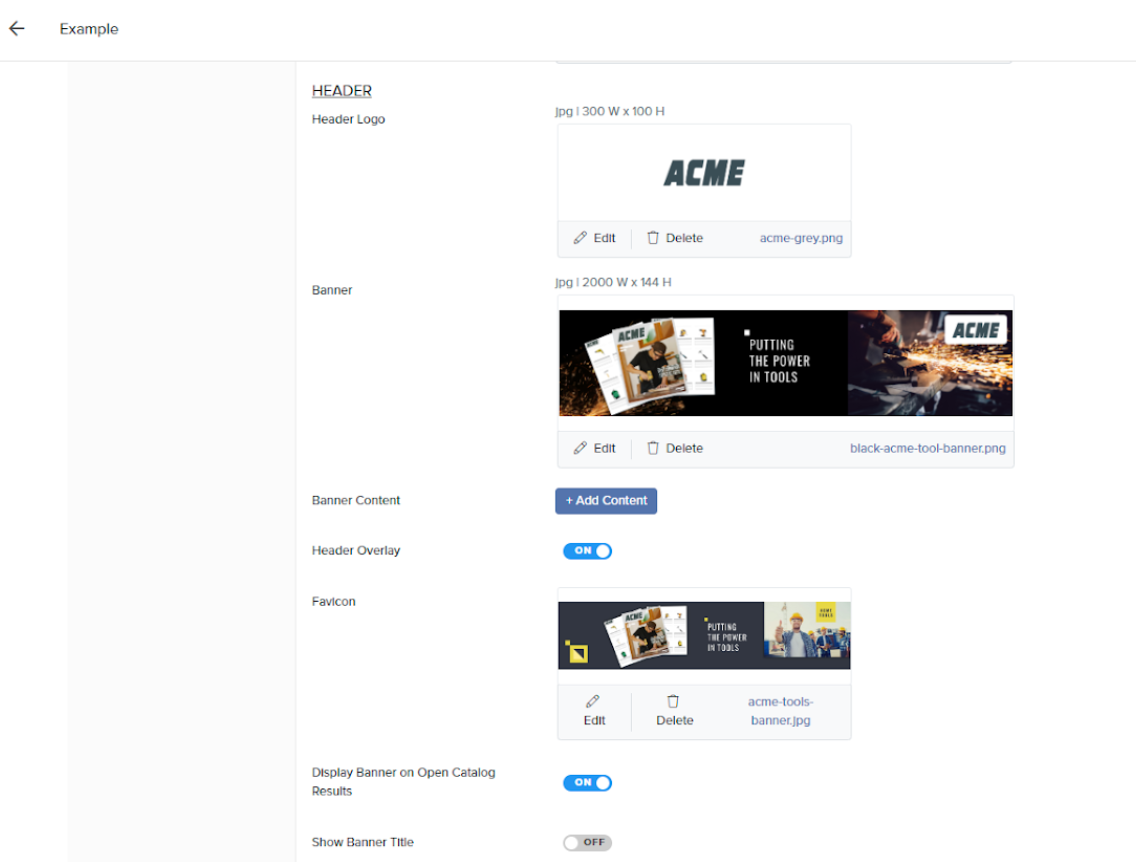 Example
HEADER
Header Logo
Jpg | 300 W x 100 H
ACME
Edit
Delete
acme-grey.png
Banner
Jpg | 2000 W x 144 H
ACME
ACME
PUTTING
THE POWER
IN TOOLS
ACME
Edit
Delete
black-acme-tool-banner.png
Banner Content
+ Add Content
Header Overlay
ON
Favicon
ACME
PUTTING
THE POWER
IN TOOLS
ACME
TOOLS
Edit
Delete
acme-tools-
banner.jpg
Display Banner on Open Catalog
Results
ON
Show Banner Title
OFF